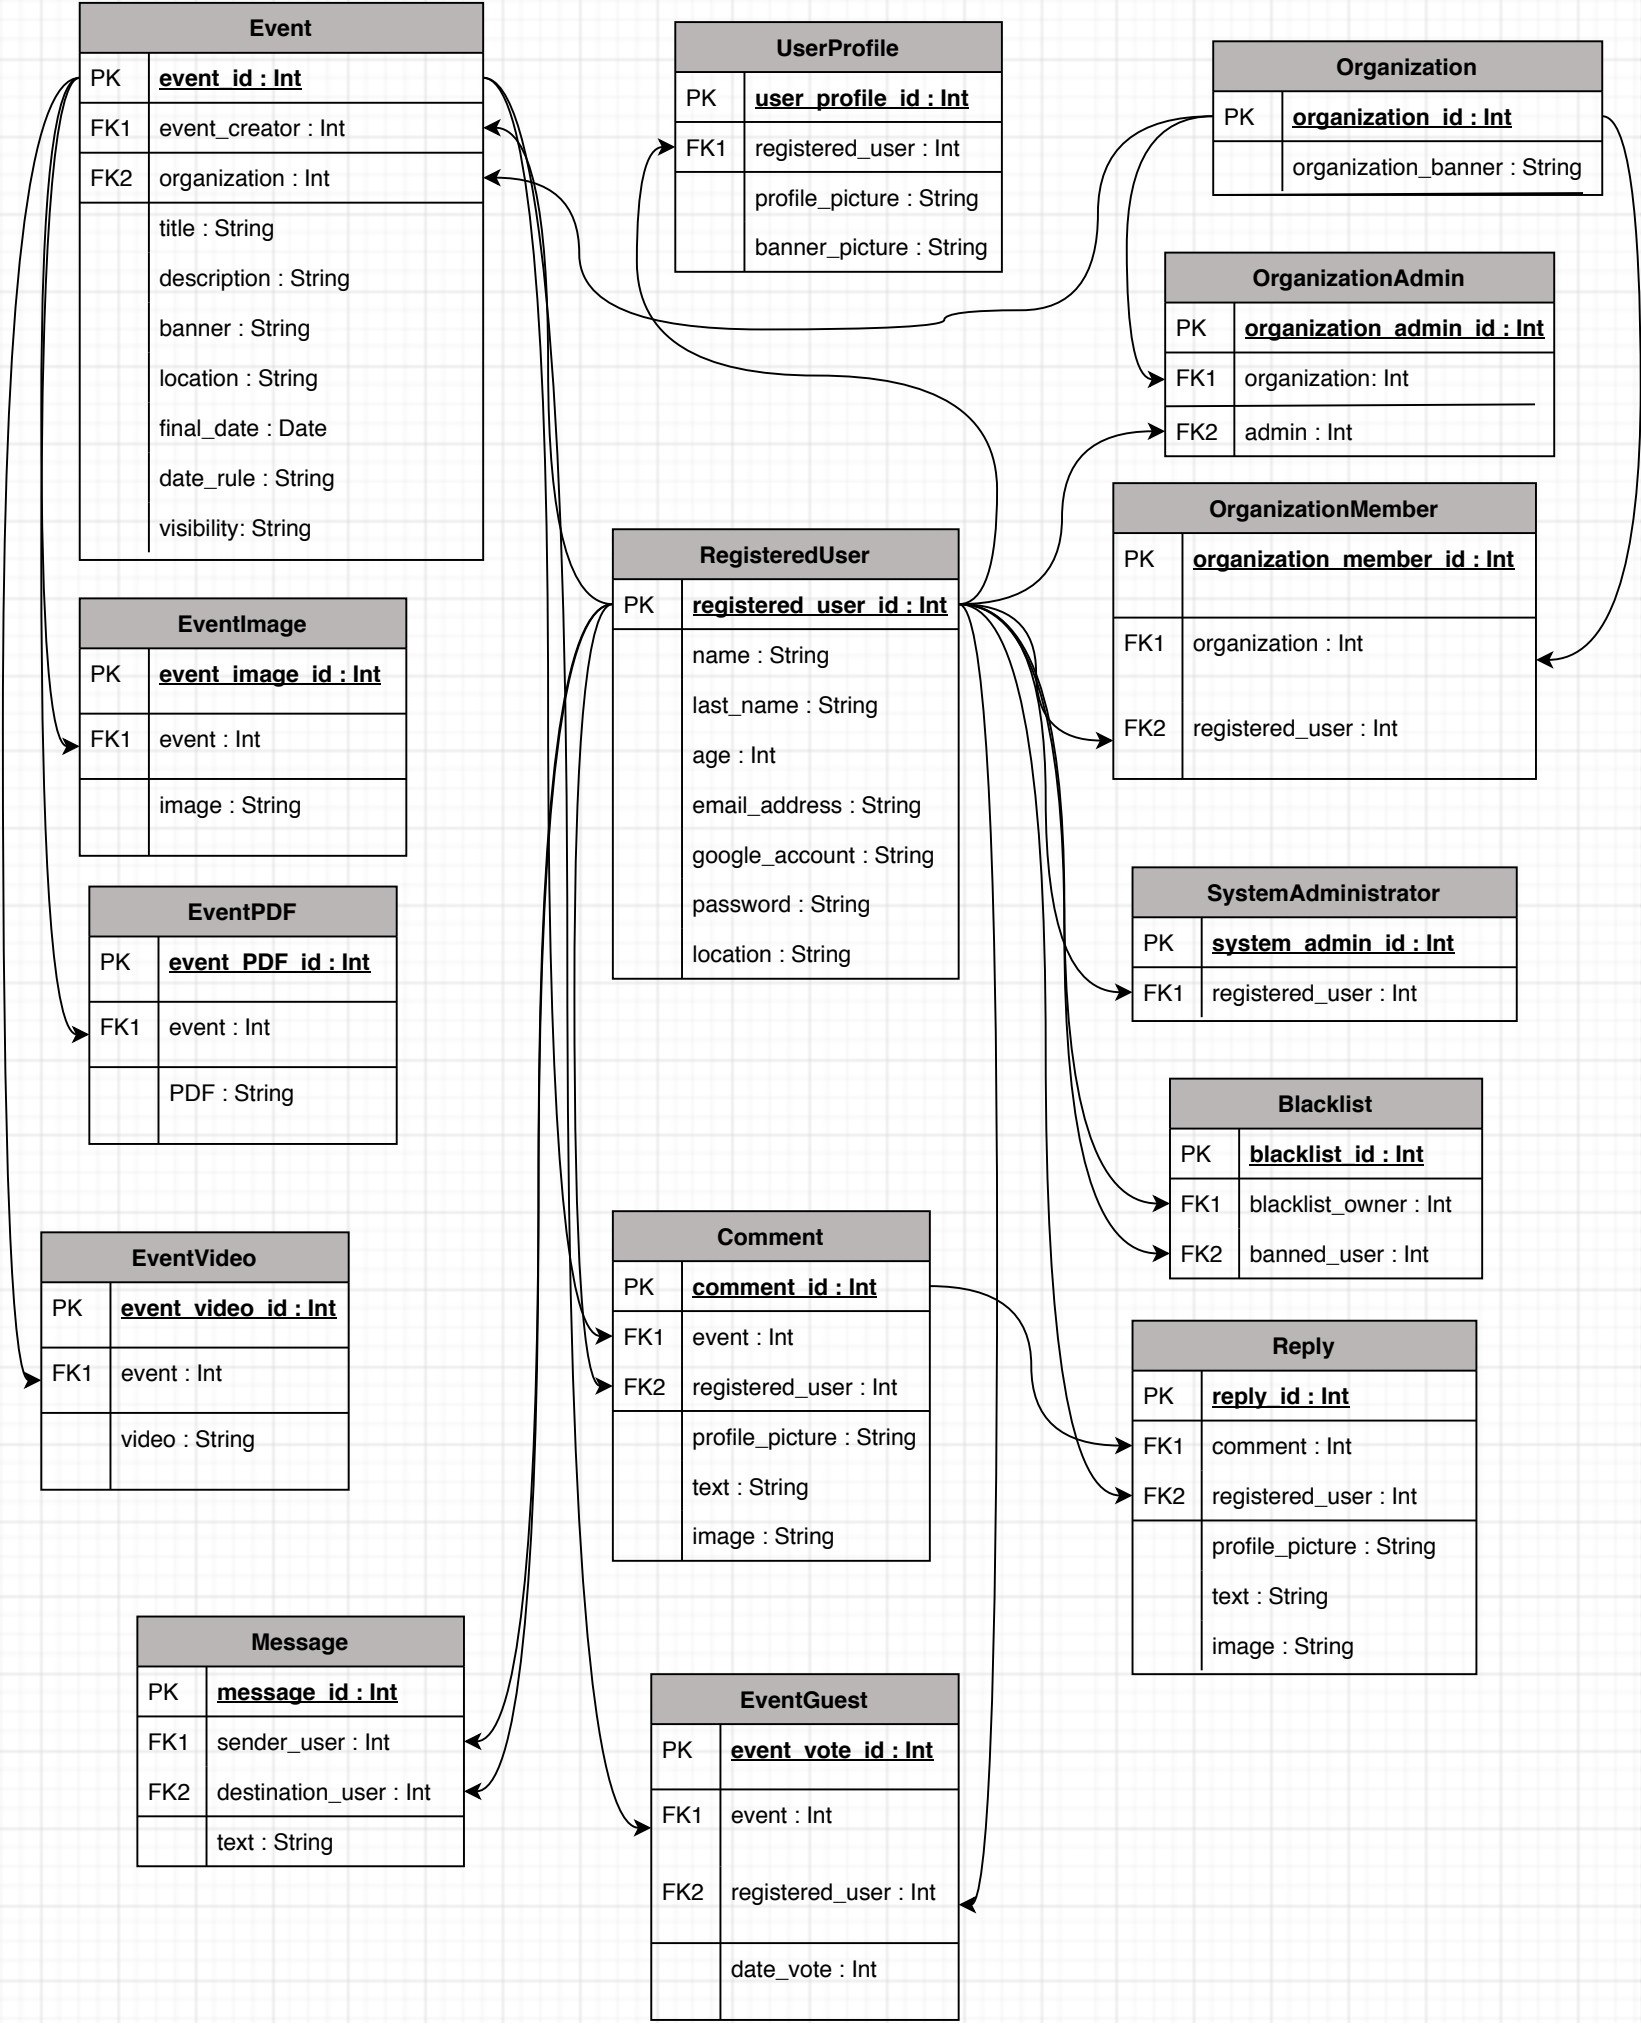 Event
PK event_id : Int
FK1 event_creator : Int
FK2 organization : Int
title : String
description : String
banner : String
location : String
final_date : Date
date_rule : String
visibility: String
UserProfile
PK user_profile_id : Int
FK1 registered_user : Int
profile_picture : String
banner_picture : String
Organization
PK organization_id : Int
organization_banner : String
OrganizationAdmin
PK organization_admin_id : Int
FK1 organization: Int
FK2 admin : Int
OrganizationMember
PK organization_member_id : Int
FK1 organization : Int
FK2 registered_user : Int
RegisteredUser
PK registered_user_id : Int
name : String
last_name : String
age : Int
email_address : String
google_account : String
password : String
location : String
EventImage
PK event_image_id : Int
FK1 event : Int
image : String
EventPDF
PK event_PDF_id : Int
FK1 event : Int
PDF : String
SystemAdministrator
PK system_admin_id : Int
FK1 registered_user : Int
Blacklist
PK blacklist_id : Int
FK1 blacklist_owner : Int
FK2 banned_user : Int
EventVideo
PK event_video_id : Int
FK1 event : Int
video : String
Comment
PK comment_id : Int
FK1 event : Int
FK2 registered_user : Int
profile_picture : String
text : String
image : String
Reply
PK reply_id : Int
FK1 comment : Int
FK2 registered_user : Int
profile_picture : String
text : String
image : String
Message
PK message_id : Int
FK1 sender_user : Int
FK2 destination_user : Int
text : String
EventGuest
PK event_vote_id : Int
FK1 event : Int
FK2 registered_user : Int
date_vote : Int